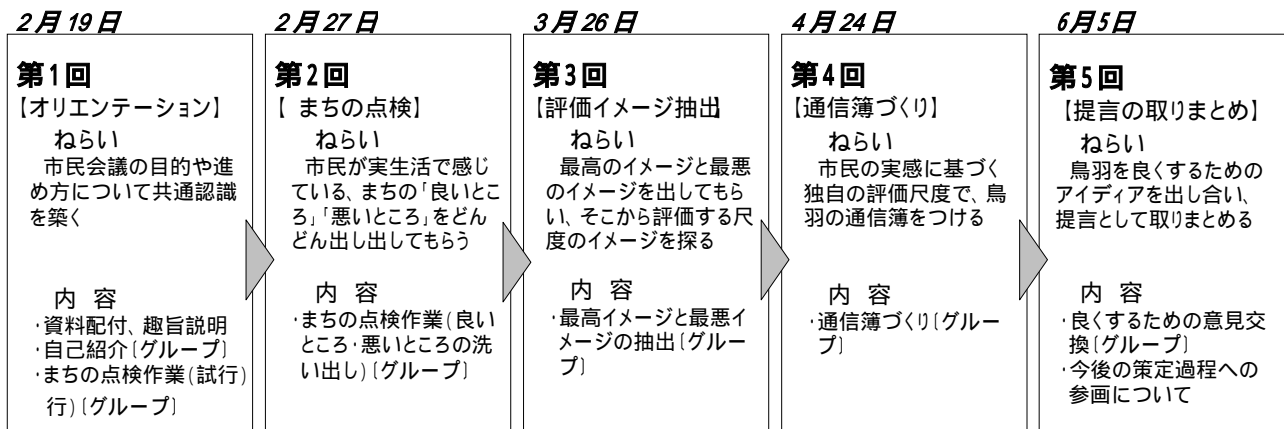 2月19日
第1回
【オリエンテーション】
ねらい
市民会議の目的や進
め方について共通認識
を築く
内 容
・資料配付、趣旨説明
・自己紹介〔グループ〕
・まちの点検作業(試行)
行)〔グループ〕
2月27日
第2回
【 まちの点検】
ねらい
市民が実生活で感じ
ている、まちの「良いとこ
ろ」「悪いところ」をどん
どん出し出してもらう
内 容
・まちの点検作業(良い
ところ・悪いところの洗
い出し)〔グループ〕
3月26日
第3回
【評価イメージ抽出
ねらい
最高のイメージと最悪
のイメージを出してもら
い、そこから評価する尺
度のイメージを探る
内 容
・最高イメージと最悪イ
メージの抽出〔グルー
プ〕
4月24日
第4回
【通信簿づくり】
ねらい
市民の実感に基づく
独自の評価尺度で、鳥
羽の通信簿をつける
内 容
・通信簿づくり〔グルー
プ〕
6月5日
第5回
【提言の取りまとめ】
ねらい
鳥羽を良くするための
アイディアを出し合い、
提言として取りまとめる
内 容
・良くするための意見交
換〔グループ〕
・今後の策定過程への
参画について